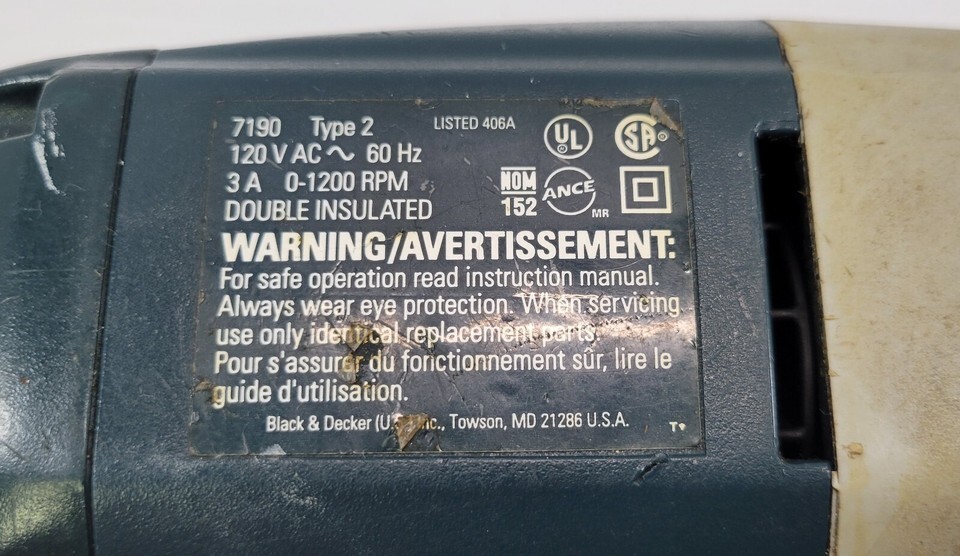 7190 Type 2 LISTED 406A UL SA®
120 V AC ~ 60 Hz
3 A 0-1200 RPM NOM ANCE
DOUBLE INSULATED 152 MR
WARNING/AVERTISSEMENT:
For safe operation read instruction manual.
Always wear eye protection. When servicing
use only identical replacement parts.
Pour s'assurer du fonctionnement sûr, lire le
guide d'utilisation.
Black & Decker (U.S.) Inc., Towson, MD 21286 U.S.A.